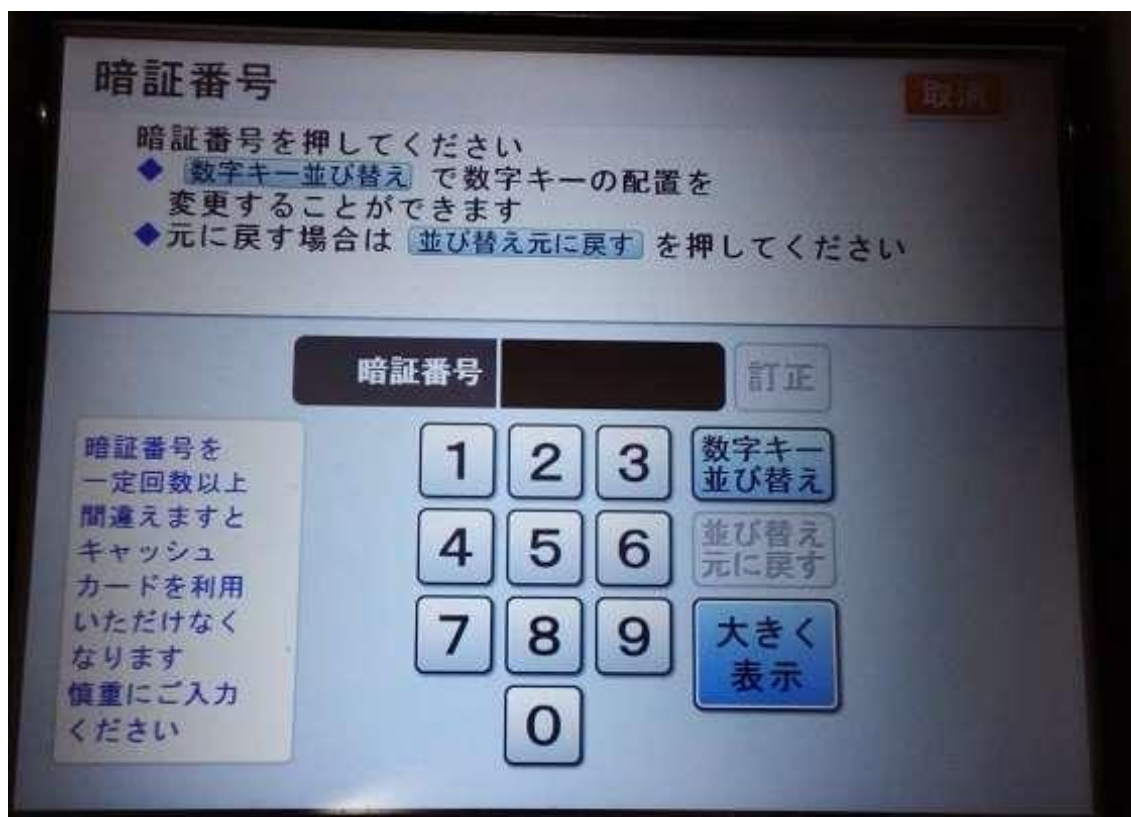 暗証番号
取消
暗証番号を押してください
◆ 数字キー並び替え で数字キーの配置を
変更することができます
◆元に戻す場合は 並び替え元に戻す を押してください
暗証番号
訂正
暗証番号を
一定回数以上
間違えますと
キャッシュ
カードを利用
いただけなく
なります
慎重にご入力
ください
1 2 3
数字キー
並び替え
4 5 6
並び替え
元に戻す
7 8 9
大きく
表示
0